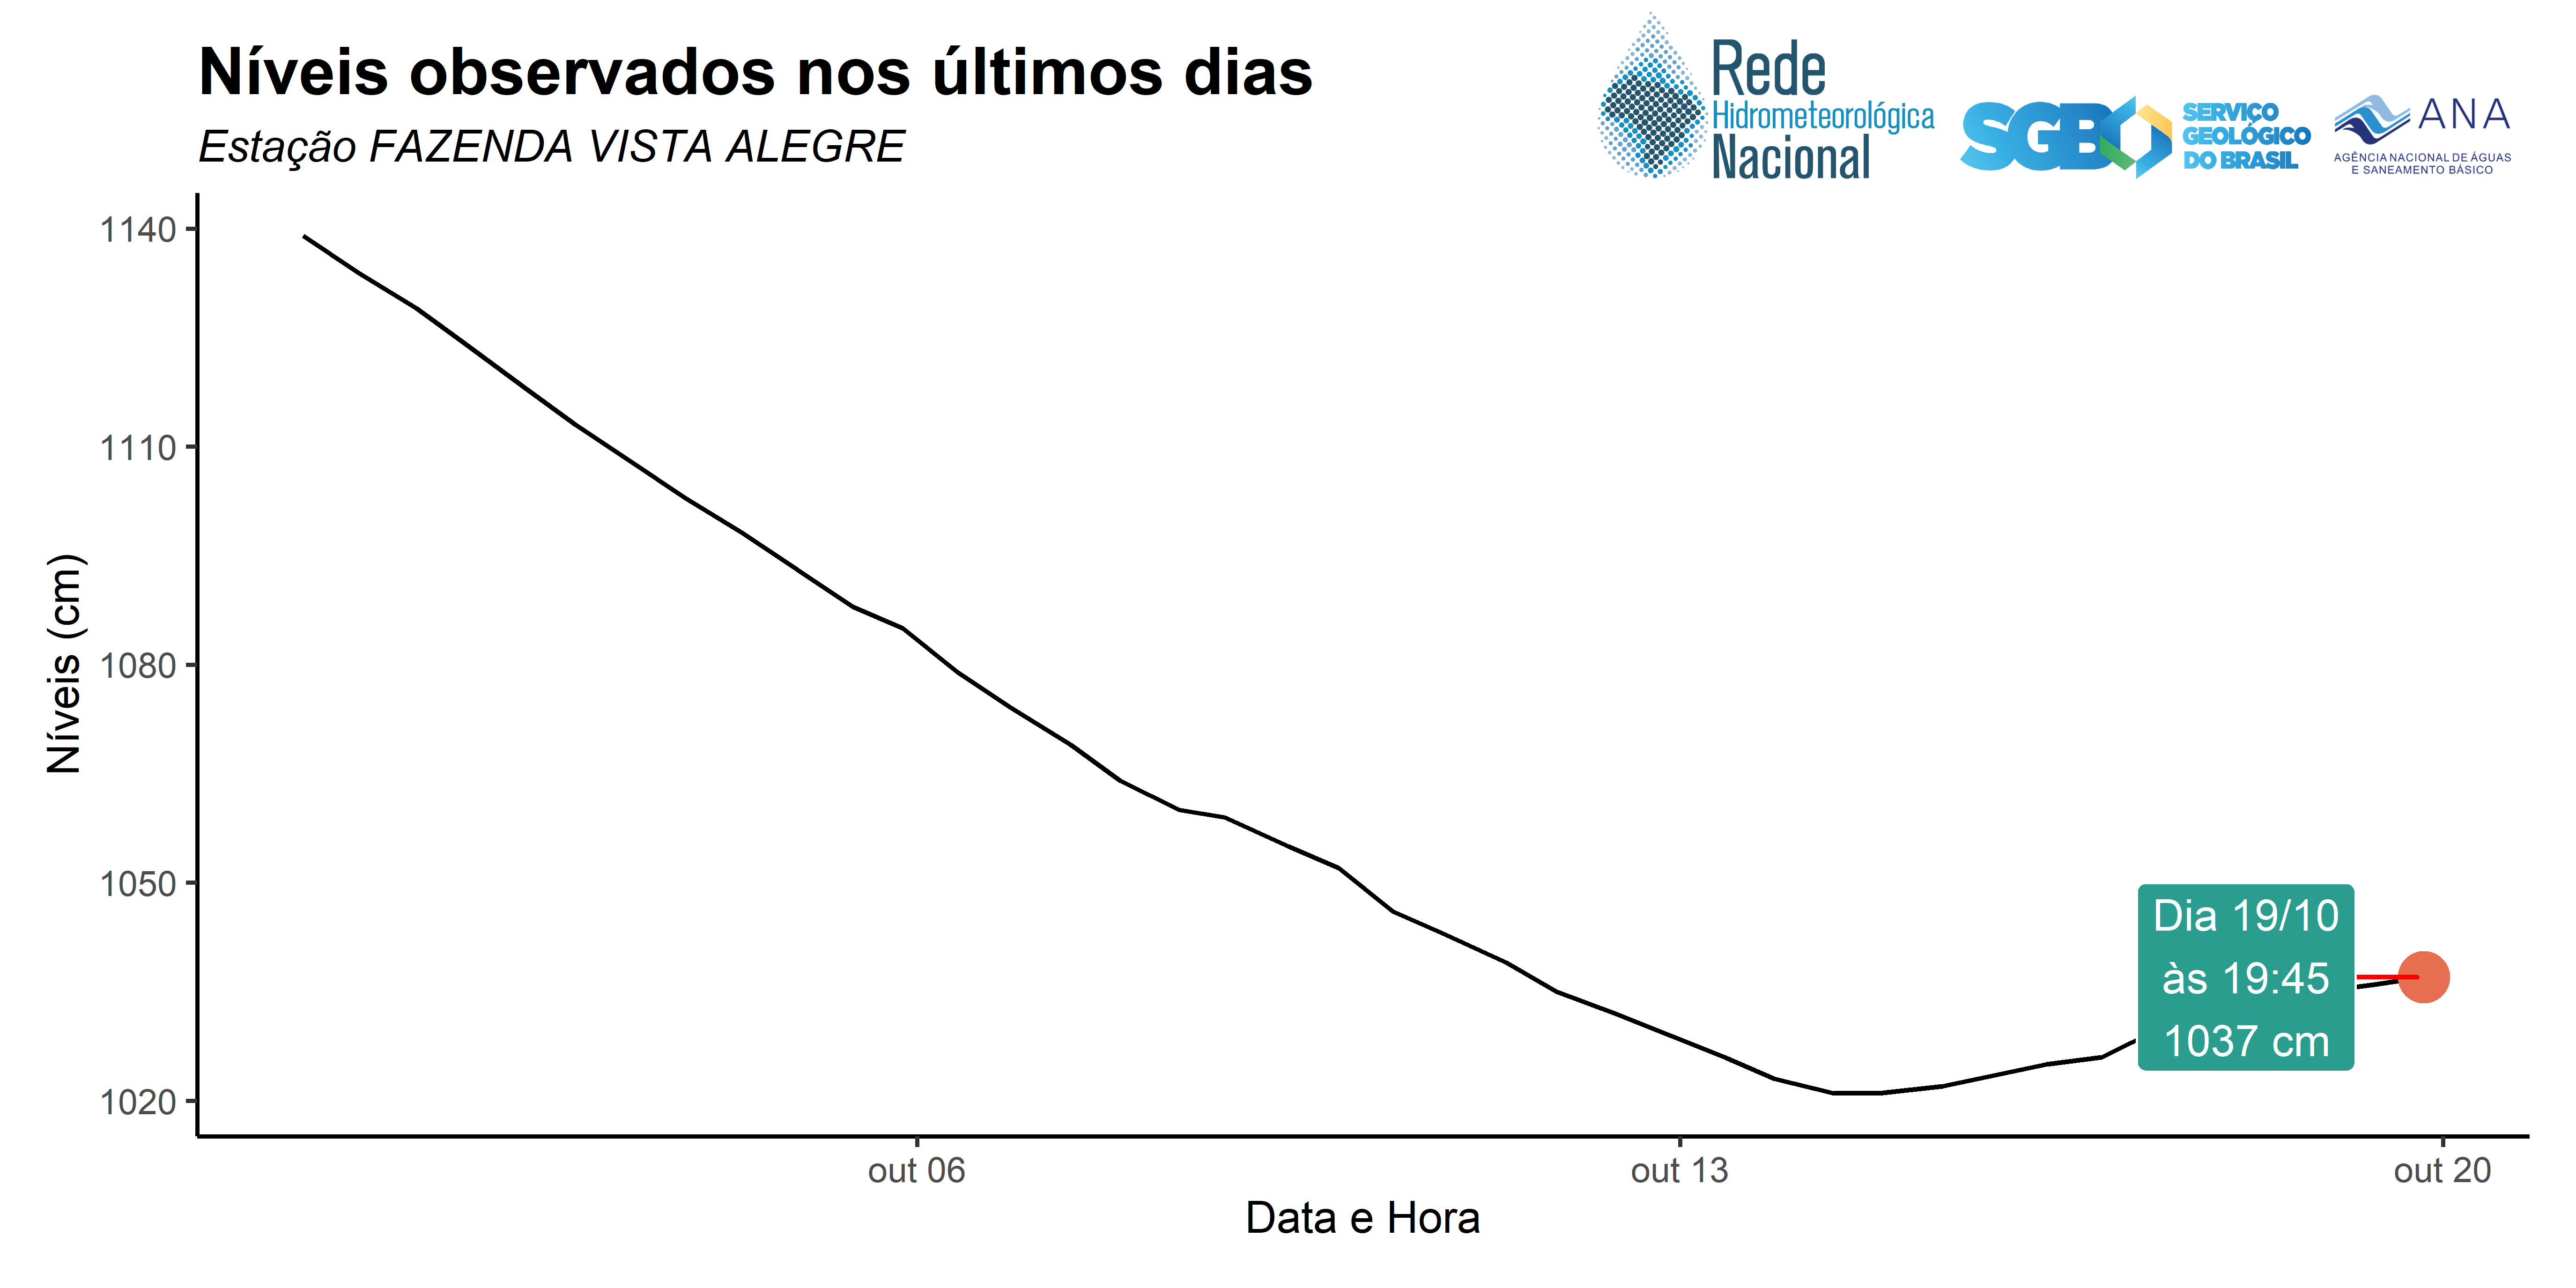 Níveis observados nos últimos dias
Estação FAZENDA VISTA ALEGRE
Rede
Hidrometeorológica
Nacional
SGB
SERVIÇO
GEOLÓGICO
DO BRASIL
ANA
AGÊNCIA NACIONAL DE ÁGUAS
E SANEAMENTO BÁSICO
Níveis (cm)
1140
1110
1080
1050
1020
Dia 19/10
às 19:45
1037 cm
out 06
out 13
out 20
Data e Hora